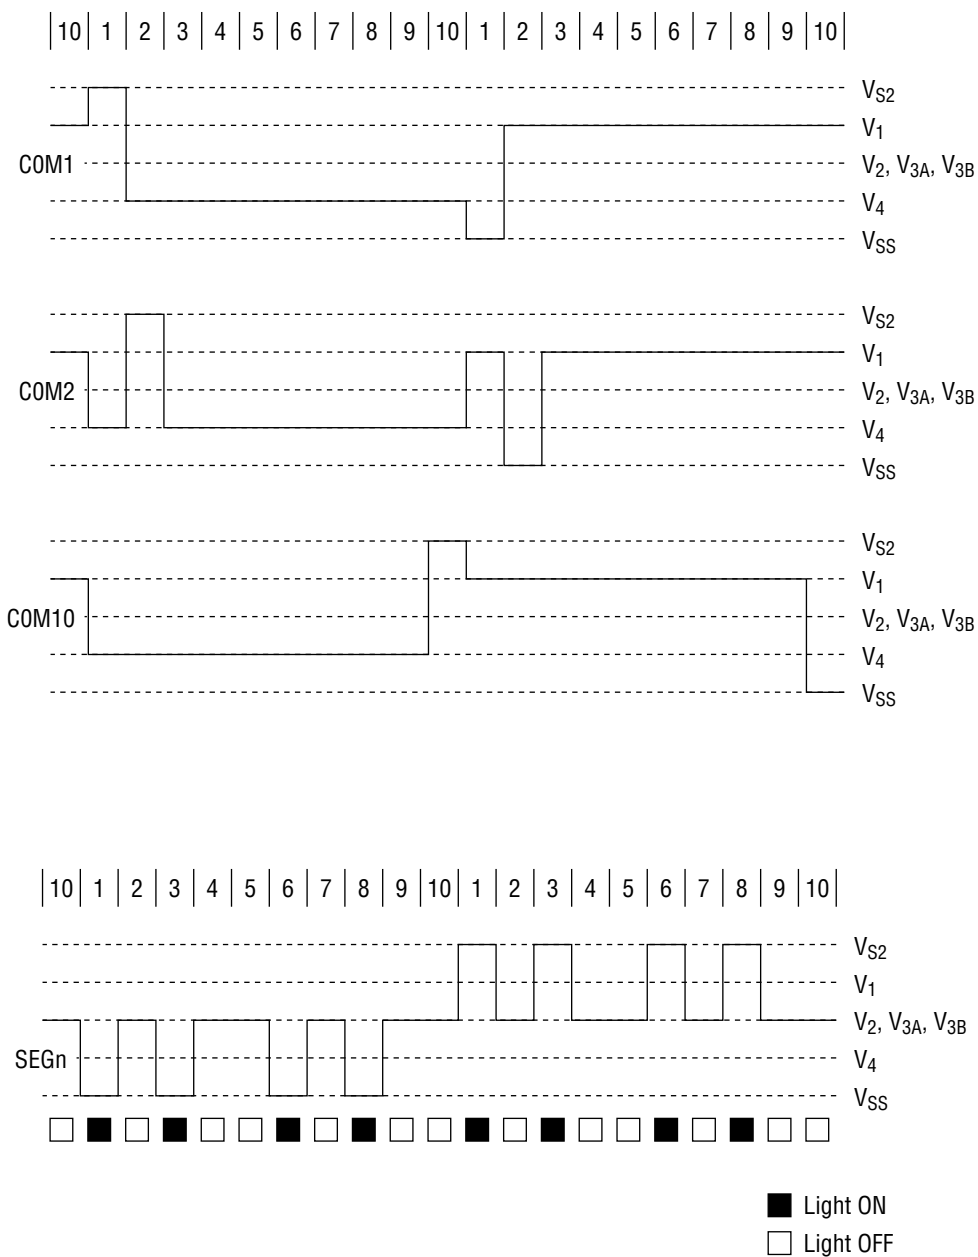 10 1 2 3 4 5 6 7 8 9 10 1 2 3 4 5 6 7 8 9 10
VS2
V1
COM1 V2, V3A, V3B
V4
VSS
VS2
V1
COM2 V2, V3A, V3B
V4
VSS
VS2
V1
COM10 V2, V3A, V3B
V4
VSS
10 1 2 3 4 5 6 7 8 9 10 1 2 3 4 5 6 7 8 9 10
VS2
V1
V2, V3A, V3B
SEGn V4
VSS
Light ON
Light OFF